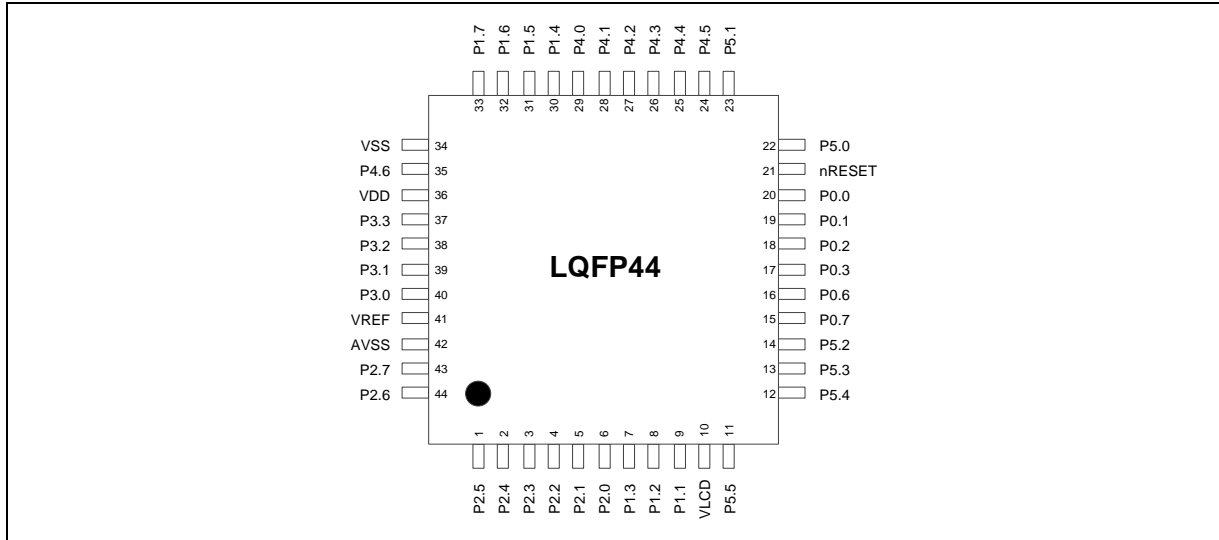 P1.7 P1.6 P1.5 P1.4 P4.0 P4.1 P4.2 P4.3 P4.4 P4.5 P5.1
33 32 31 30 29 28 27 26 25 24 23
VSS 34 22 P5.0
P4.6 35 21 nRESET
VDD 36 20 P0.0
P3.3 37 19 P0.1
P3.2 38 18 P0.2
P3.1 39 LQFP44 17 P0.3
P3.0 40 16 P0.6
VREF 41 15 P0.7
AVSS 42 14 P5.2
P2.7 43 13 P5.3
P2.6 44 12 P5.4
1 2 3 4 5 6 7 8 9 10 11
P2.5 P2.4 P2.3 P2.2 P2.1 P2.0 P1.3 P1.2 P1.1 VLCD P5.5